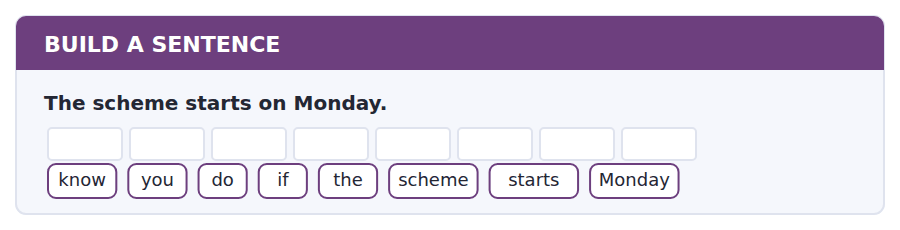 BUILD A SENTENCE
The scheme starts on Monday.
know you do if the scheme starts Monday